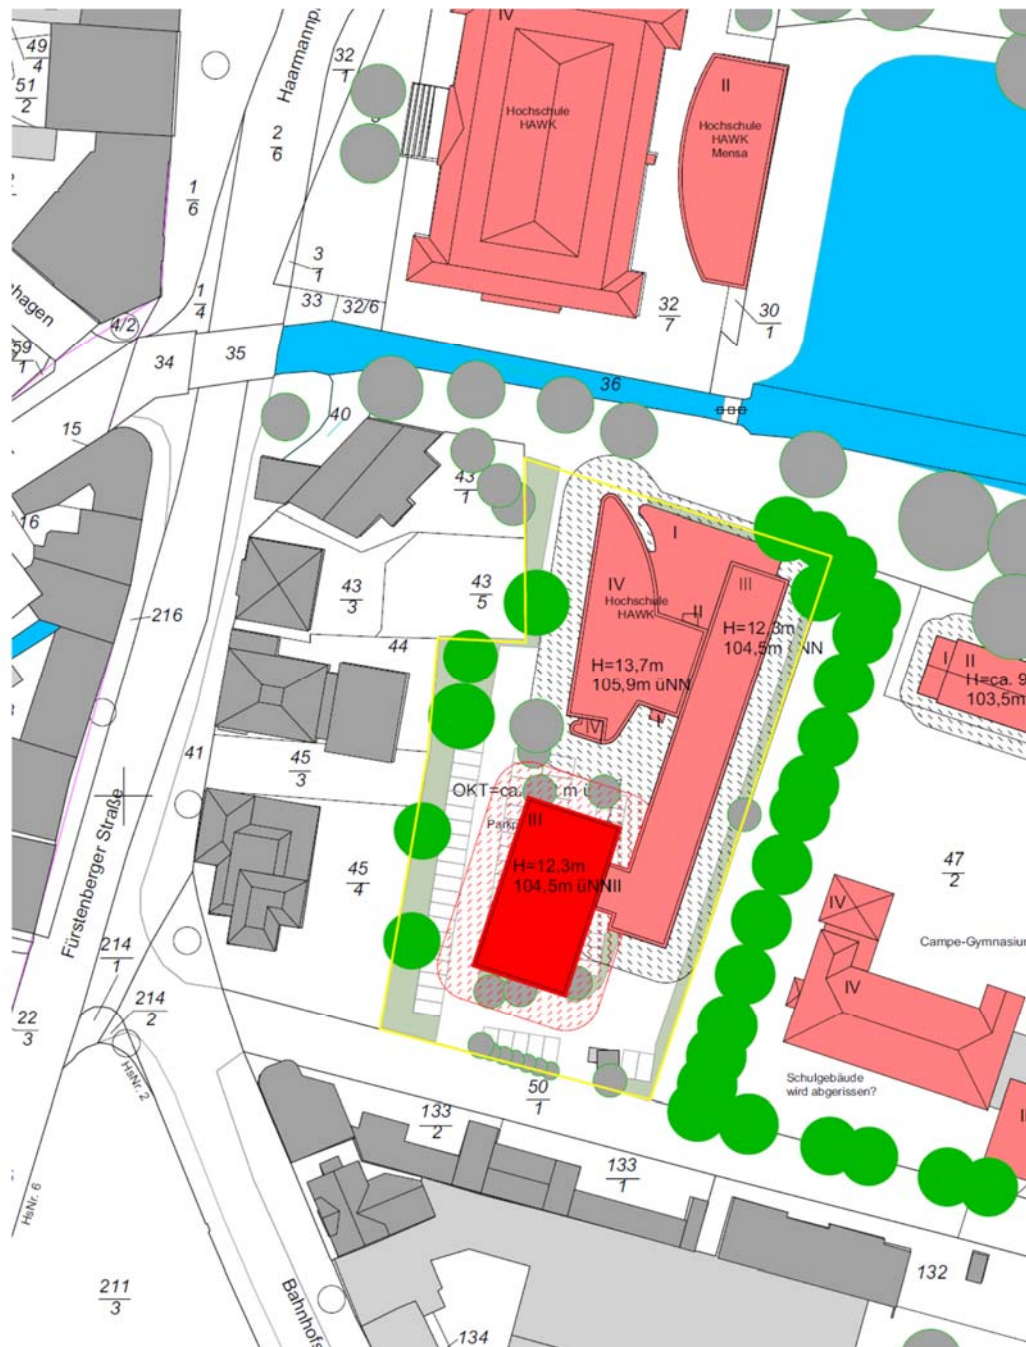 IV
49
4
51
2
Haarmannpl
32
1
2
6
1
6
Hochschule
HAWK
II
Hochschule
HAWK
Mensa
3
1
33
32/6
1
4
hagen
4/2
59
1
34
35
32
7
30
1
36
15
40
16
43
1
43
3
43
5
216
44
I
III
IV
Hochschule
HAWK
II
H=12,3m
104,5m NN
H=13,7m
105,9m üNN
I
IV
I
II
H=ca. 9
103,5m
41
45
3
OKT=ca. m ü
Parkp
III
H=12,3m
104.5m üNN
III
45
4
47
2
Fürstenberger Straße
IV
Campe-Gymnasium
IV
214
1
214
2
22
3
HsNr. 2
Schulgebäude
wird abgerissen?
50
1
133
2
133
1
HsNr. 6
211
3
Bahnhofs
132
134